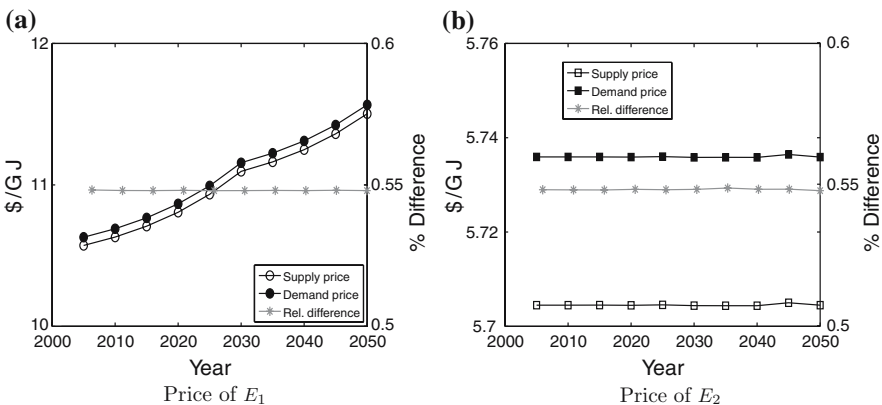 (a)
12
11
10
$/GJ
0.6
0.55
0.5
% Difference
Supply price
Demand price
Rel. difference
2000 2010 2020 2030 2040 2050
Year
Price of E1
(b)
5.76
5.74
5.72
5.7
$/GJ
0.6
0.55
0.5
% Difference
Supply price
Demand price
Rel. difference
2000 2010 2020 2030 2040 2050
Year
Price of E2